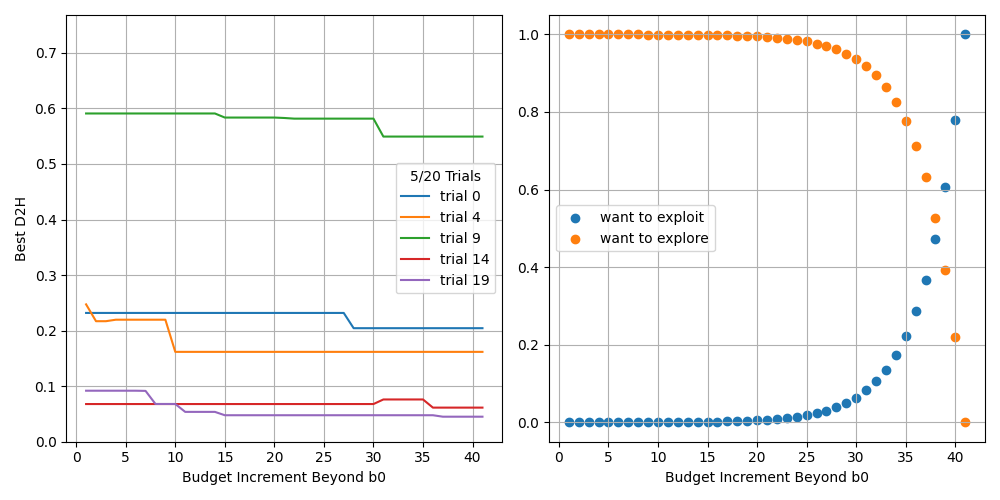 0.7
0.6
0.5
0.4
0.3
0.2
0.1
0.0
Best D2H
5/20 Trials
trial 0
trial 4
trial 9
trial 14
trial 19
0 5 10 15 20 25 30 35 40
Budget Increment Beyond b0
1.0
0.8
0.6
0.4
0.2
0.0
want to exploit
want to explore
0 5 10 15 20 25 30 35 40
Budget Increment Beyond b0